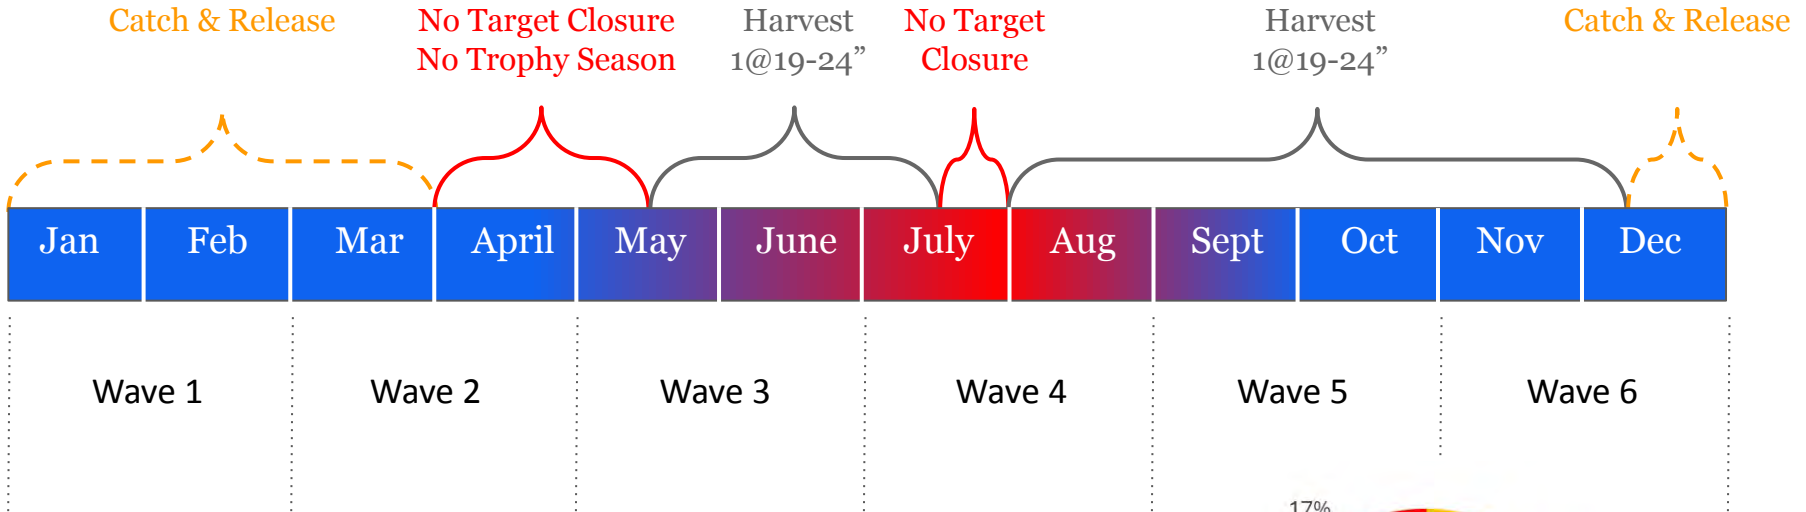 Catch & Release
No Target Closure
No Trophy Season
Harvest
1@19-24”
No Target
Closure
Harvest
1@19-24”
Catch & Release
Jan Feb Mar April May June July Aug Sept Oct Nov Dec
Wave 1 Wave 2 Wave 3 Wave 4 Wave 5 Wave 6
17%